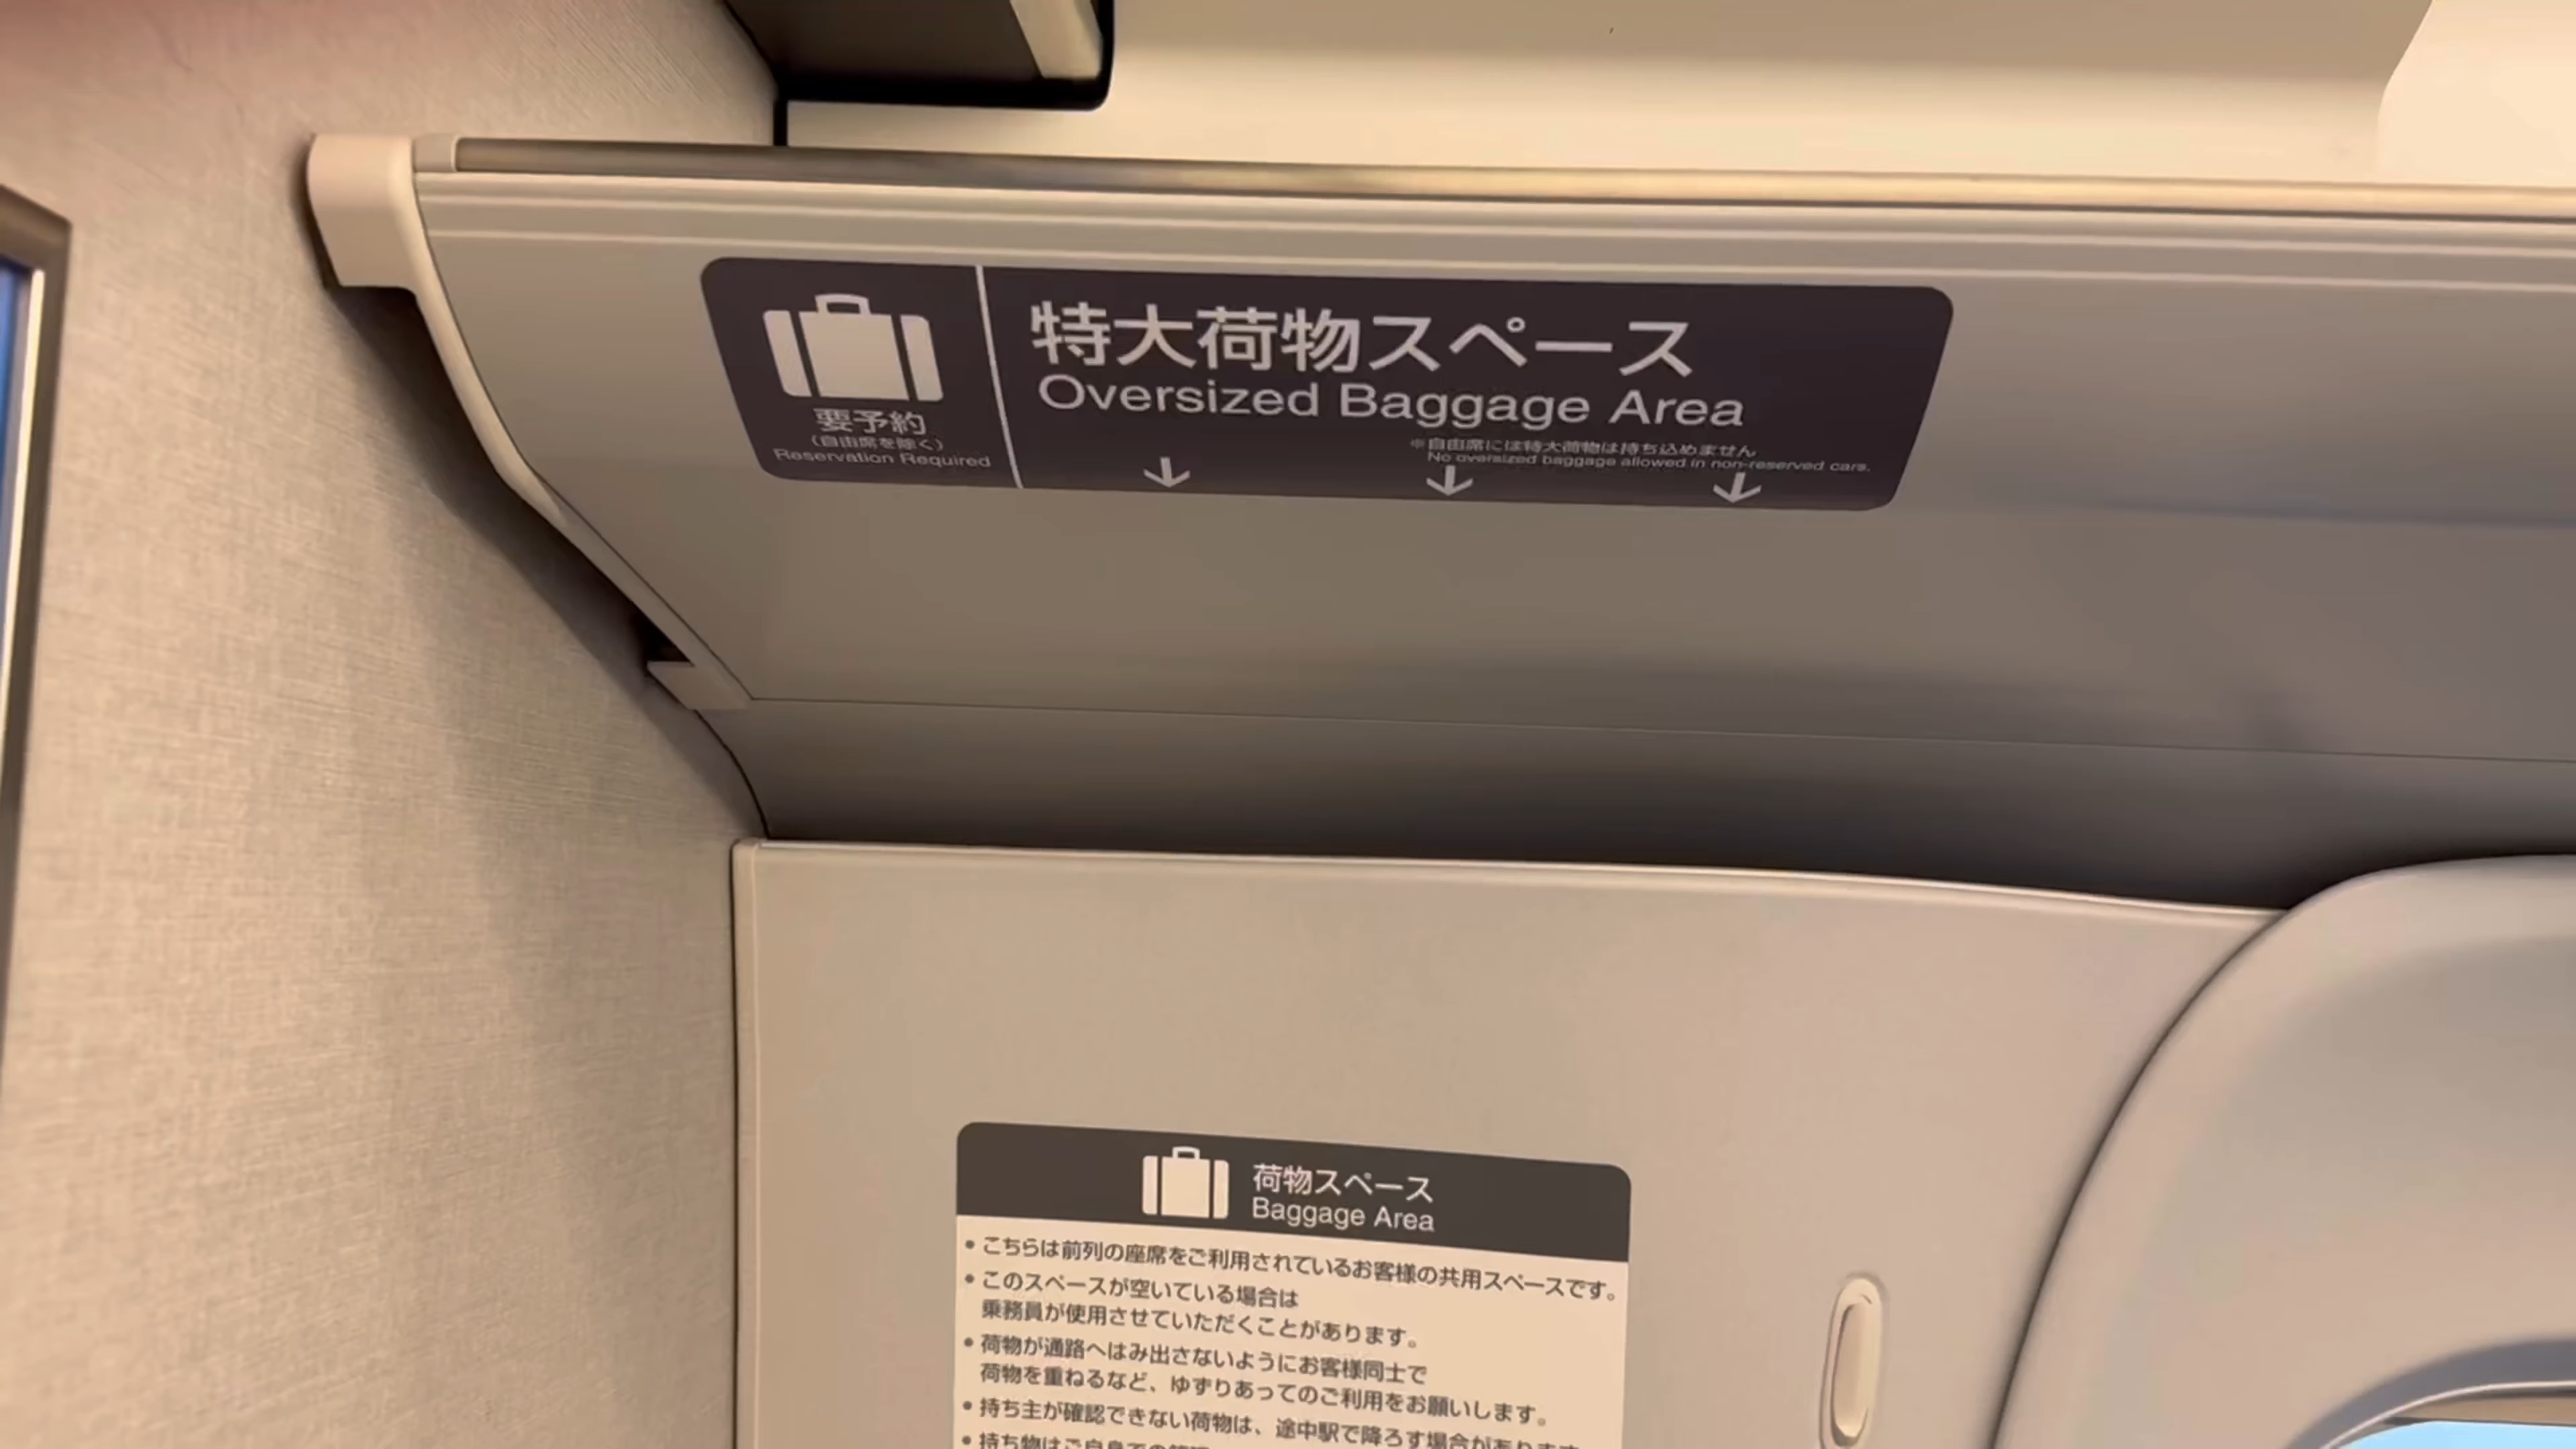 特大荷物スペース
Oversized Baggage Area
要予約
(自由席を除く)
Reservation Required
※自由席には特大荷物は持ち込めません
No oversized baggage allowed in non-reserved cars.
↓ ↓ ↓
荷物スペース
Baggage Area
• こちらは前列の座席をご利用されているお客様の共用スペースです。
• このスペースが空いている場合は
乗務員が使用させていただくことがあります。
• 荷物が通路へはみ出さないようにお客様同士で
荷物を重ねるなど、ゆずりあってのご利用をお願いします。
• 持ち主が確認できない荷物は、途中駅で降ろす場合があります
• 持ち物はご自身での